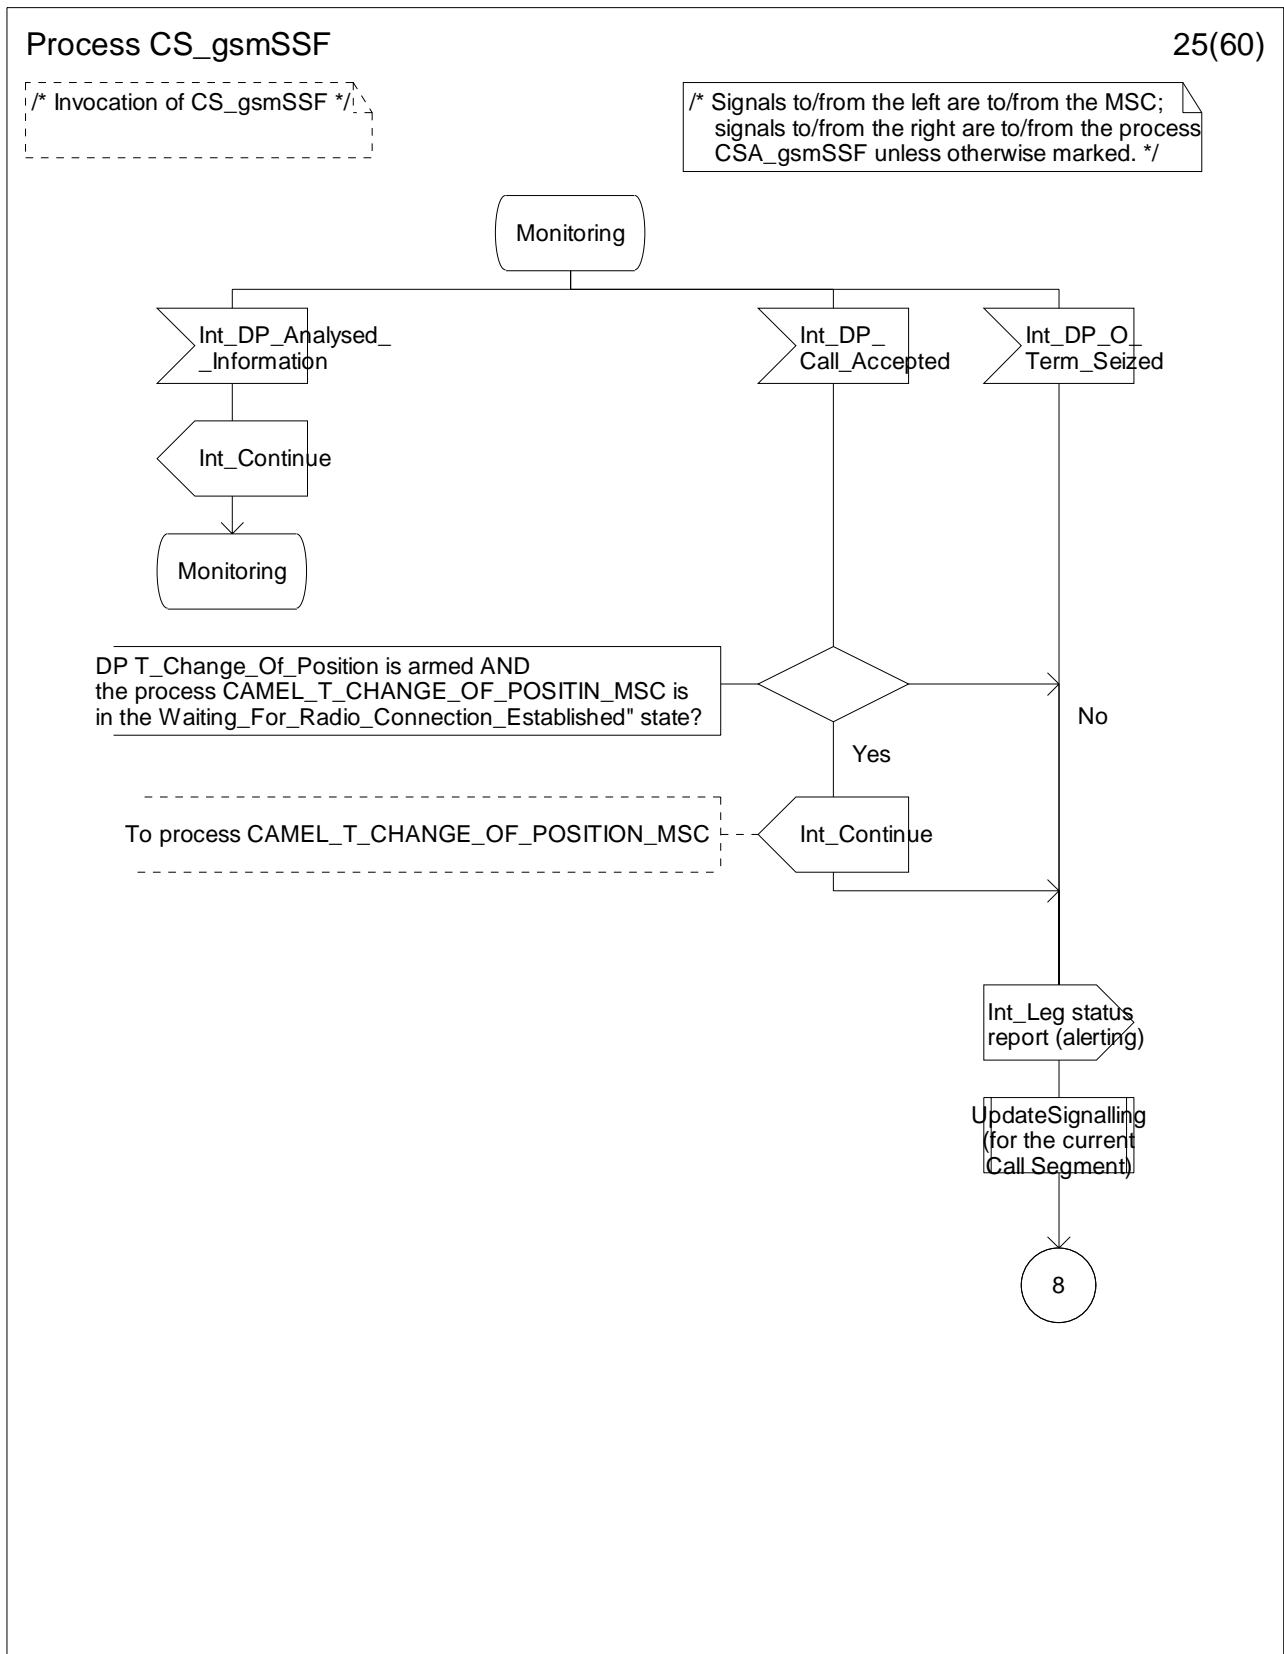 Process CS_gsmSSF
25(60)
/* Invocation of CS_gsmSSF */
/* Signals to/from the left are to/from the MSC;
signals to/from the right are to/from the process
CSA_gsmSSF unless otherwise marked. */
Monitoring
Int_DP_Analysed_
_Information
Int_DP_
Call_Accepted
Int_DP_O_
Term_Seized
Int_Continue
Monitoring
DP T_Change_Of_Position is armed AND
the process CAMEL_T_CHANGE_OF_POSITIN_MSC is
in the Waiting_For_Radio_Connection_Established" state?
No
Yes
To process CAMEL_T_CHANGE_OF_POSITION_MSC
Int_Continue
Int_Leg status
report (alerting)
UpdateSignalling
(for the current
Call Segment)
8